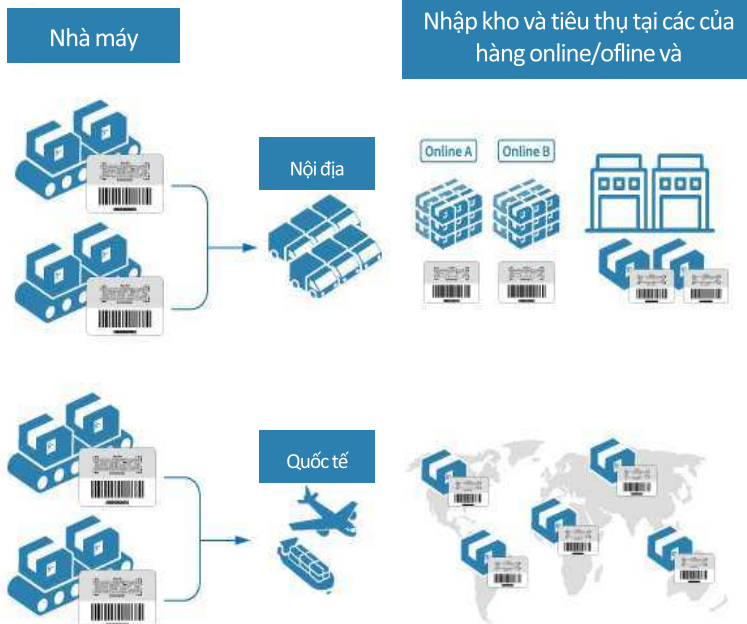 Nhà máy
Nhập kho và tiêu thụ tại các của
hàng online/ofline và
Nội địa
Online A
Online B
Quốc tế